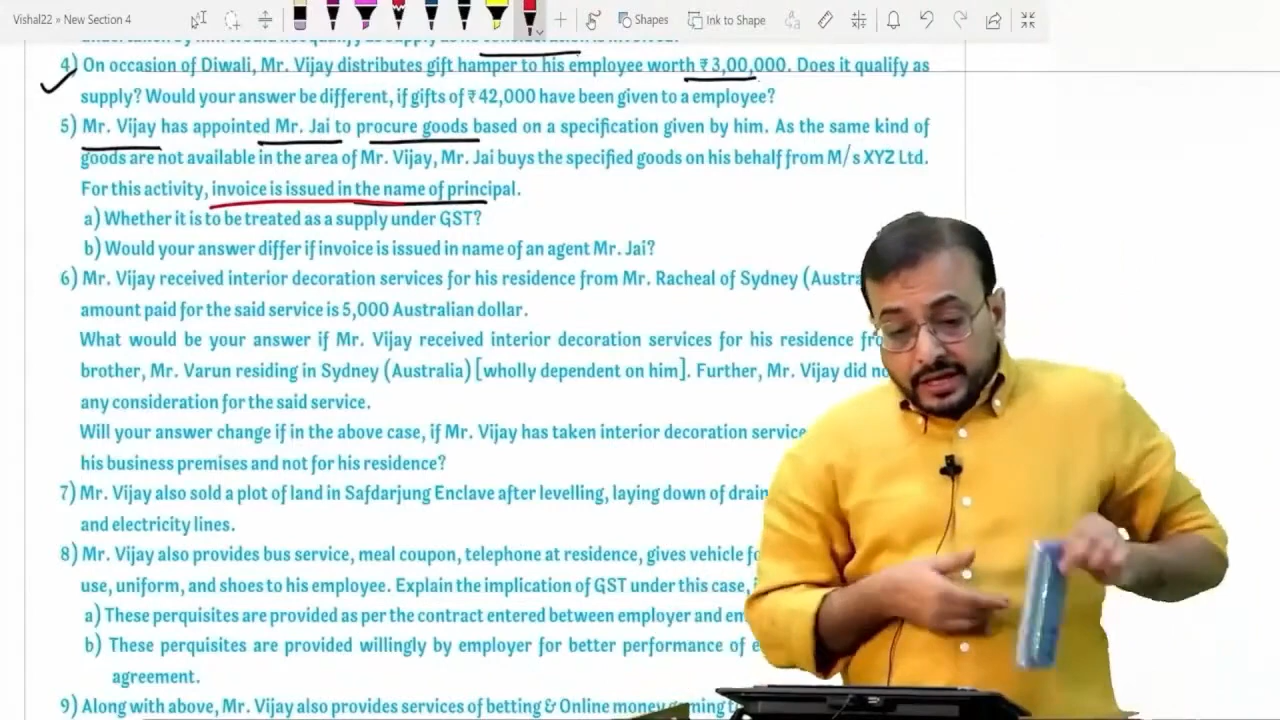 Vishal22 » New Section 4
Shapes
Ink to Shape
4) On occasion of Diwali, Mr. Vijay distributes gift hamper to his employee worth ₹3,00,000. Does it qualify as
supply? Would your answer be different, if gifts of ₹42,000 have been given to a employee?
5) Mr. Vijay has appointed Mr. Jai to procure goods based on a specification given by him. As the same kind of
goods are not available in the area of Mr. Vijay, Mr. Jai buys the specified goods on his behalf from M/s XYZ Ltd.
For this activity, invoice is issued in the name of principal.
a) Whether it is to be treated as a supply under GST?
b) Would your answer differ if invoice is issued in name of an agent Mr. Jai?
6) Mr. Vijay received interior decoration services for his residence from Mr. Racheal of Sydney
amount paid for the said service is 5,000 Australian dollar.
What would be your answer if Mr. Vijay received interior decoration services for his residence
brother, Mr. Varun residing in Sydney (Australia) [wholly dependent on him]. Further, Mr. Vijay did
any consideration for the said service.
Will your answer change if in the above case, if Mr. Vijay has taken interior decoration service
his business premises and not for his residence?
7) Mr. Vijay also sold a plot of land in Safdarjung Enclave after levelling, laying down of drain
and electricity lines.
8) Mr. Vijay also provides bus service, meal coupon, telephone at residence, gives vehicle
use, uniform, and shoes to his employee. Explain the implication of GST under this case,
a) These perquisites are provided as per the contract entered between employer and
b) These perquisites are provided willingly by employer for better performance of
agreement.
9) Along with above, Mr. Vijay also provides services of betting & Online money